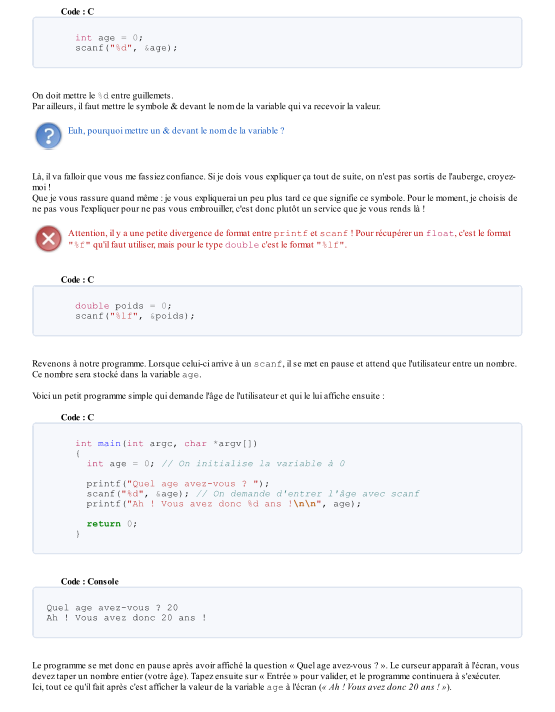 Code : C
int age = 0;
scanf("%d", &age);
On doit mettre le %d entre guillemets.
Par ailleurs, il faut mettre le symbole & devant le nom de la variable qui va recevoir la valeur.
Euh, pourquoi mettre un & devant le nom de la variable ?
Là, il va falloir que vous me fassiez confiance. Si je dois vous expliquer ça tout de suite, on n'est pas sortis de l'auberge, croyez-
moi !
Que je vous rassure quand même : je vous expliquerai un peu plus tard ce que signifie ce symbole. Pour le moment, je choisis de
ne pas vous l'expliquer pour ne pas vous embrouiller, c'est donc plutôt un service que je vous rends là !
Attention, il y a une petite divergence de format entre printf et scanf ! Pour récupérer un float, c'est le format
"%f" qu'il faut utiliser, mais pour le type double c'est le format "%lf".
Code : C
double poids = 0;
scanf("%lf", &poids);
Revenons à notre programme. Lorsque celui-ci arrive à un scanf, il se met en pause et attend que l'utilisateur entre un nombre.
Ce nombre sera stocké dans la variable age.
Voici un petit programme simple qui demande l'âge de l'utilisateur et qui le lui affiche ensuite :
Code : C
int main(int argc, char *argv[])
{
int age = 0; // On initialise la variable à 0
printf("Quel age avez-vous ? ");
scanf("%d", &age); // On demande d'entrer l'âge avec scanf
printf("Ah ! Vous avez donc %d ans !\n\n", age);
return 0;
}
Code : Console
Quel age avez-vous ? 20
Ah ! Vous avez donc 20 ans !
Le programme se met donc en pause après avoir affiché la question « Quel age avez-vous ? ». Le curseur apparaît à l'écran, vous
devez taper un nombre entier (votre âge). Tapez ensuite sur « Entrée » pour valider, et le programme continuera à s'exécuter.
Ici, tout ce qu'il fait après c'est afficher la valeur de la variable age à l'écran (« Ah ! Vous avez donc 20 ans ! »).